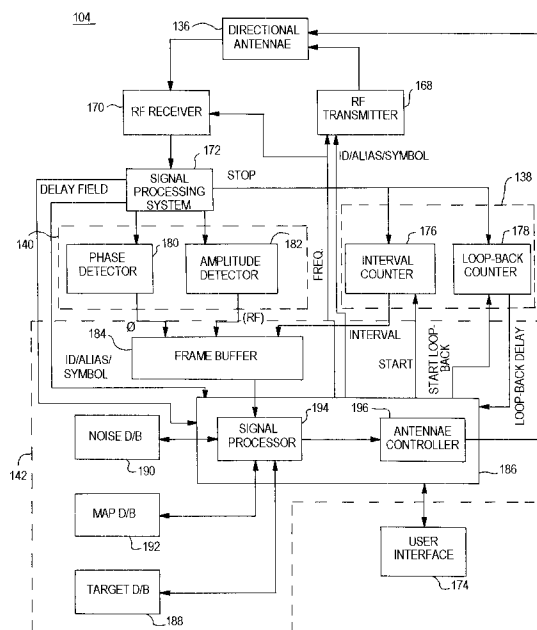 104
136
DIRECTIONAL
ANTENNAE
170
RF RECEIVER
RF
TRANSMITTER
168
ID/ALIAS/SYMBOL
172
SIGNAL
PROCESSING
SYSTEM
STOP
DELAY FIELD
138
140
180
182
176
178
PHASE
DETECTOR
AMPLITUDE
DETECTOR
FREQ.
INTERVAL
COUNTER
LOOP-BACK
COUNTER
Ø
(RF)
184
FRAME BUFFER
INTERVAL
START
START LOOP-
BACK
LOOP-BACK DELAY
ID/ALIAS/
SYMBOL
194
196
SIGNAL
PROCESSOR
ANTENNAE
CONTROLLER
186
142
NOISE D/B
190
MAP D/B
192
USER
INTERFACE
174
TARGET D/B
188